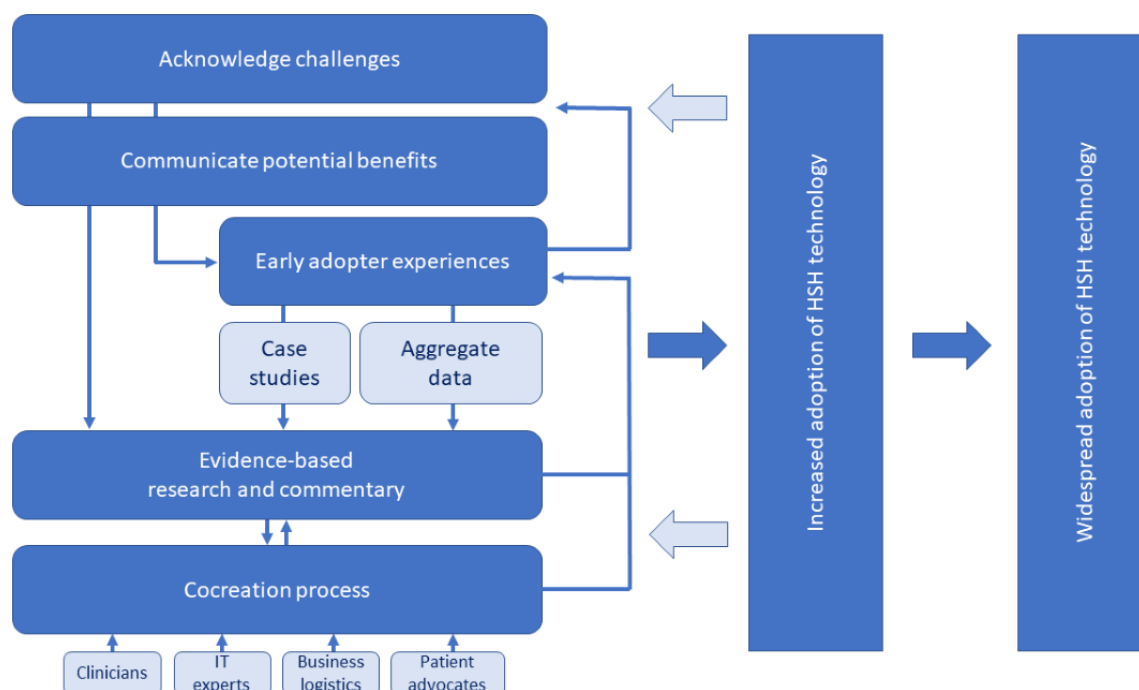 Acknowledge challenges
Communicate potential benefits
Early adopter experiences
Case
studies
Aggregate
data
Evidence-based
research and commentary
Cocreation process
Clinicians
IT
experts
Business
logistics
Patient
advocates
Increased adoption of HSH technology
Widespread adoption of HSH technology